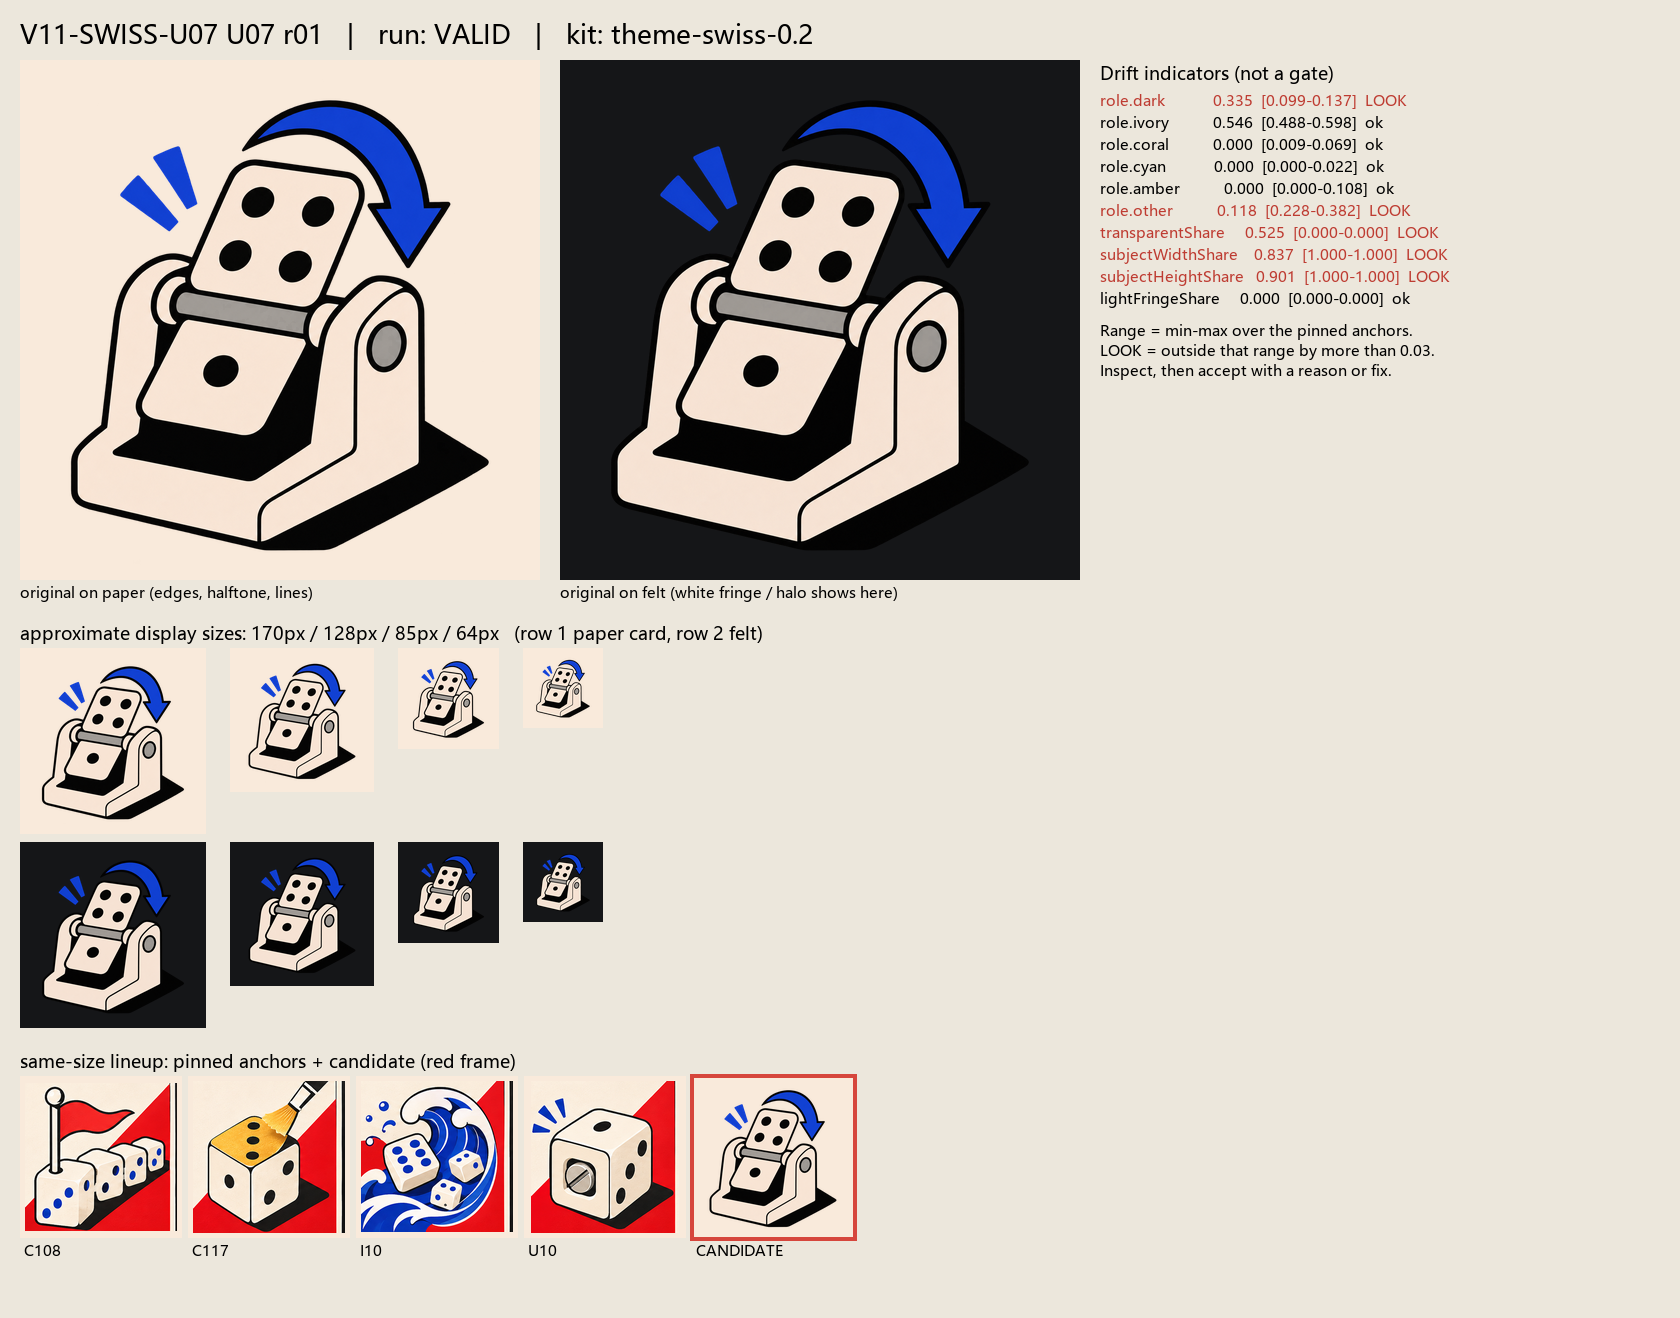 V11-SWISS-U07 U07 r01   |   run: VALID   |   kit: theme-swiss-0.2
Drift indicators (not a gate)
role.dark 0.335 [0.099-0.137] LOOK
role.ivory 0.546 [0.488-0.598] ok
role.coral 0.000 [0.009-0.069] ok
role.cyan 0.000 [0.000-0.022] ok
role.amber 0.000 [0.000-0.108] ok
role.other 0.118 [0.228-0.382] LOOK
transparentShare 0.525 [0.000-0.000] LOOK
subjectWidthShare 0.837 [1.000-1.000] LOOK
subjectHeightShare 0.901 [1.000-1.000] LOOK
lightFringeShare 0.000 [0.000-0.000] ok
Range = min-max over the pinned anchors.
LOOK = outside that range by more than 0.03.
Inspect, then accept with a reason or fix.
original on paper (edges, halftone, lines)
original on felt (white fringe / halo shows here)
approximate display sizes: 170px / 128px / 85px / 64px   (row 1 paper card, row 2 felt)
same-size lineup: pinned anchors + candidate (red frame)
C108
C117
I10
U10
CANDIDATE